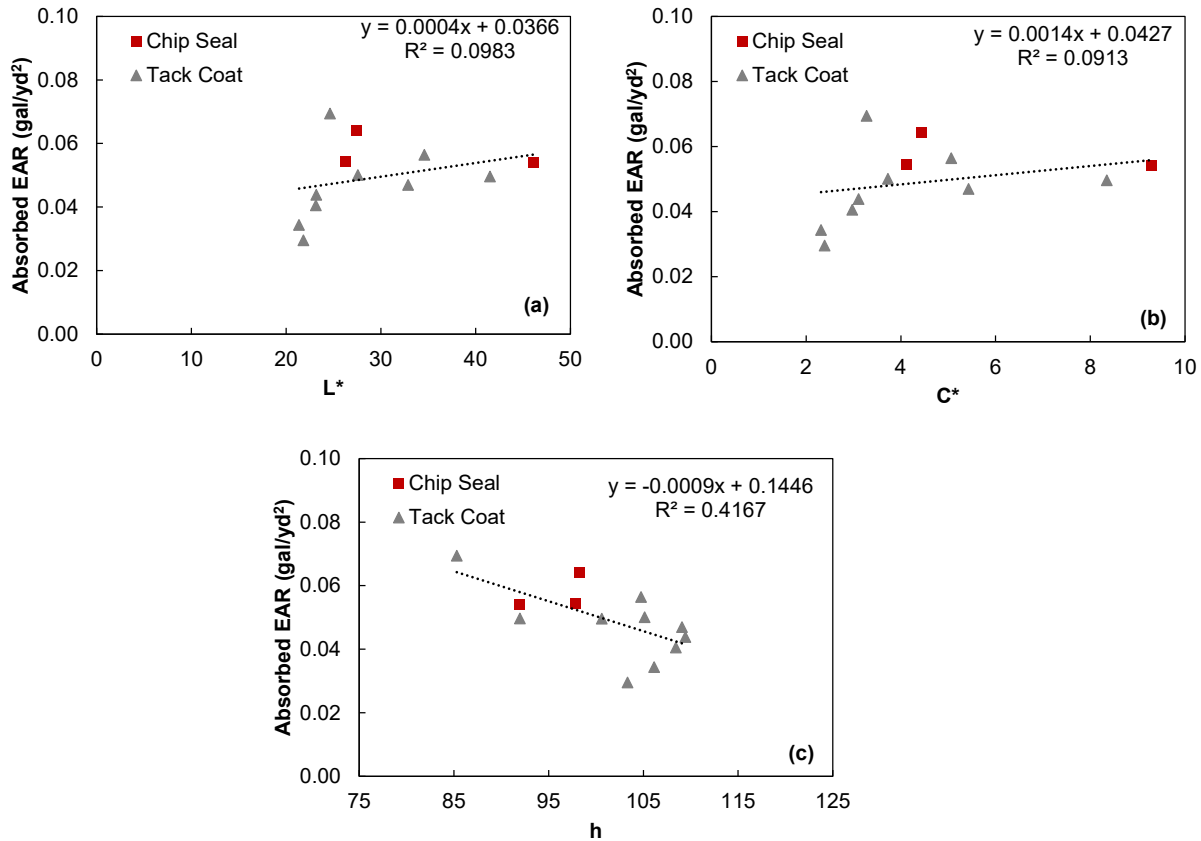 y = 0.0004x + 0.0366
R² = 0.0983
Chip Seal
Tack Coat
Absorbed EAR (gal/yd²)
0.10
0.08
0.06
0.04
0.02
0.00
(a)
0 10 20 30 40 50
L*
y = 0.0014x + 0.0427
R² = 0.0913
Chip Seal
Tack Coat
Absorbed EAR (gal/yd²)
0.10
0.08
0.06
0.04
0.02
0.00
(b)
0 2 4 6 8 10
C*
y = -0.0009x + 0.1446
R² = 0.4167
Chip Seal
Tack Coat
Absorbed EAR (gal/yd²)
0.10
0.08
0.06
0.04
0.02
0.00
(c)
75 85 95 105 115 125
h